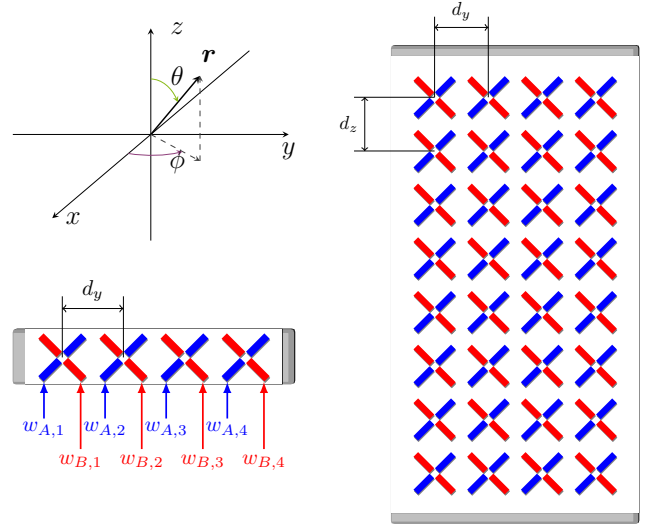 z
r
θ
y
ϕ
x
d_y
w_{A,1} w_{A,2} w_{A,3} w_{A,4}
w_{B,1} w_{B,2} w_{B,3} w_{B,4}
d_y
d_z